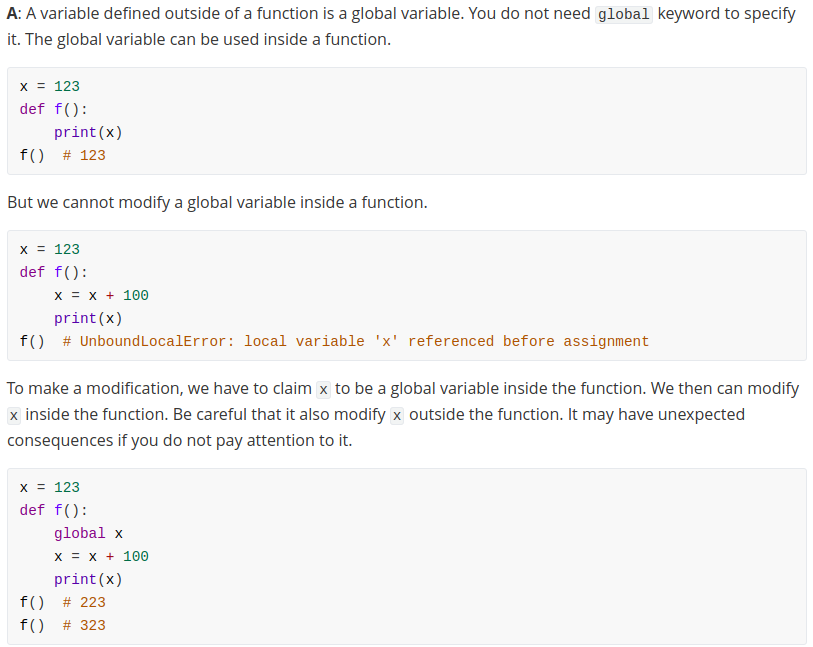 A: A variable defined outside of a function is a global variable. You do not need global keyword to specify
it. The global variable can be used inside a function.
x = 123
def f():
    print(x)
f()  # 123
But we cannot modify a global variable inside a function.
x = 123
def f():
    x = x + 100
    print(x)
f()  # UnboundLocalError: local variable 'x' referenced before assignment
To make a modification, we have to claim x to be a global variable inside the function. We then can modify
x inside the function. Be careful that it also modify x outside the function. It may have unexpected
consequences if you do not pay attention to it.
x = 123
def f():
    global x
    x = x + 100
    print(x)
f()  # 223
f()  # 323